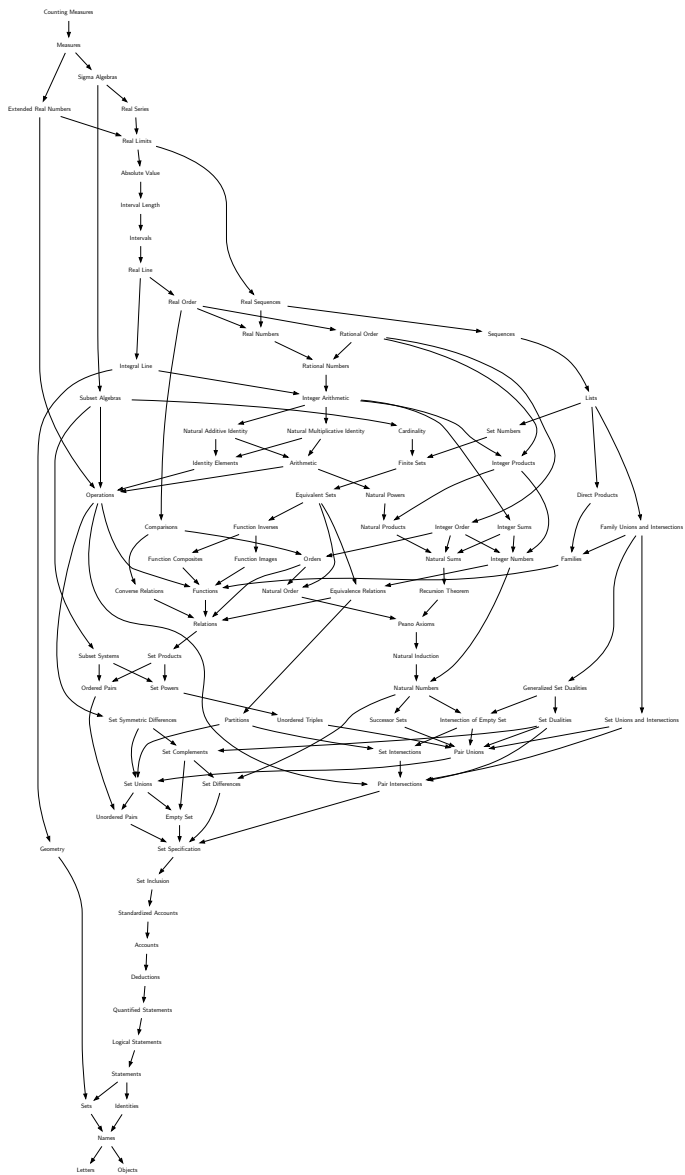 Counting Measures
Measures
Sigma Algebras
Extended Real Numbers Real Series
Real Limits
Absolute Value
Interval Length
Intervals
Real Line
Real Order Real Sequences
Real Numbers Rational Order Sequences
Integral Line Rational Numbers
Subset Algebras Integer Arithmetic Lists
Natural Additive Identity Natural Multiplicative Identity Cardinality Set Numbers
Identity Elements Arithmetic Finite Sets Integer Products
Operations Equivalent Sets Natural Powers Direct Products
Comparisons Function Inverses Natural Products Integer Order Integer Sums Family Unions and Intersections
Function Composites Function Images Orders Natural Sums Integer Numbers Families
Converse Relations Functions Natural Order Equivalence Relations Recursion Theorem
Relations Peano Axioms
Subset Systems Set Products Natural Induction
Ordered Pairs Set Powers Natural Numbers Generalized Set Dualities
Set Symmetric Differences Partitions Unordered Triples Successor Sets Intersection of Empty Set Set Dualities Set Unions and Intersections
Set Complements Set Intersections Pair Unions
Set Unions Set Differences Pair Intersections
Unordered Pairs Empty Set
Geometry Set Specification
Set Inclusion
Standardized Accounts
Accounts
Deductions
Quantified Statements
Logical Statements
Statements
Sets Identities
Names
Letters Objects